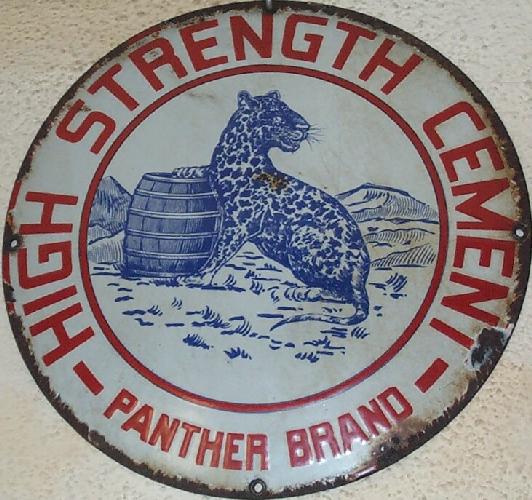 HIGH STRENGTH CEMENT
PANTHER BRAND